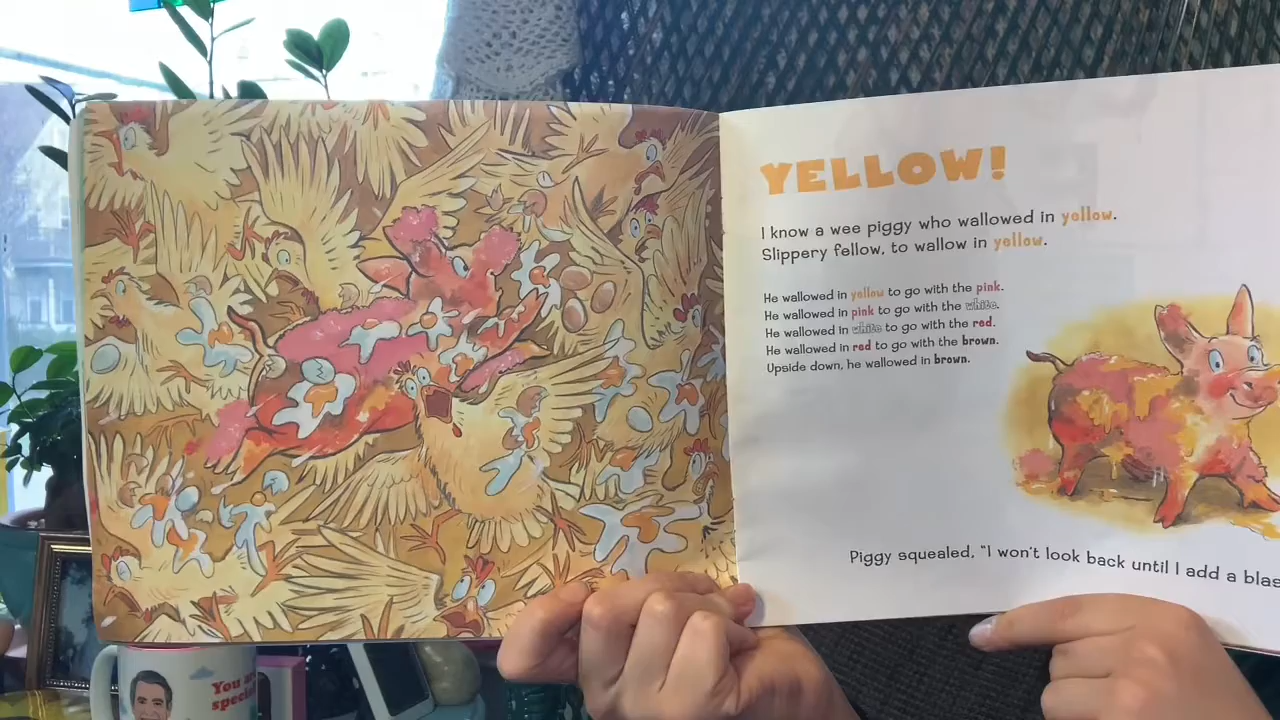 YELLOW!
I know a wee piggy who wallowed in yellow.
Slippery fellow, to wallow in yellow.
He wallowed in yellow to go with the pink.
He wallowed in pink to go with the white.
He wallowed in white to go with the red.
He wallowed in red to go with the brown.
Upside down, he wallowed in brown.
Piggy squealed, "I won't look back until I add a blas
You
special